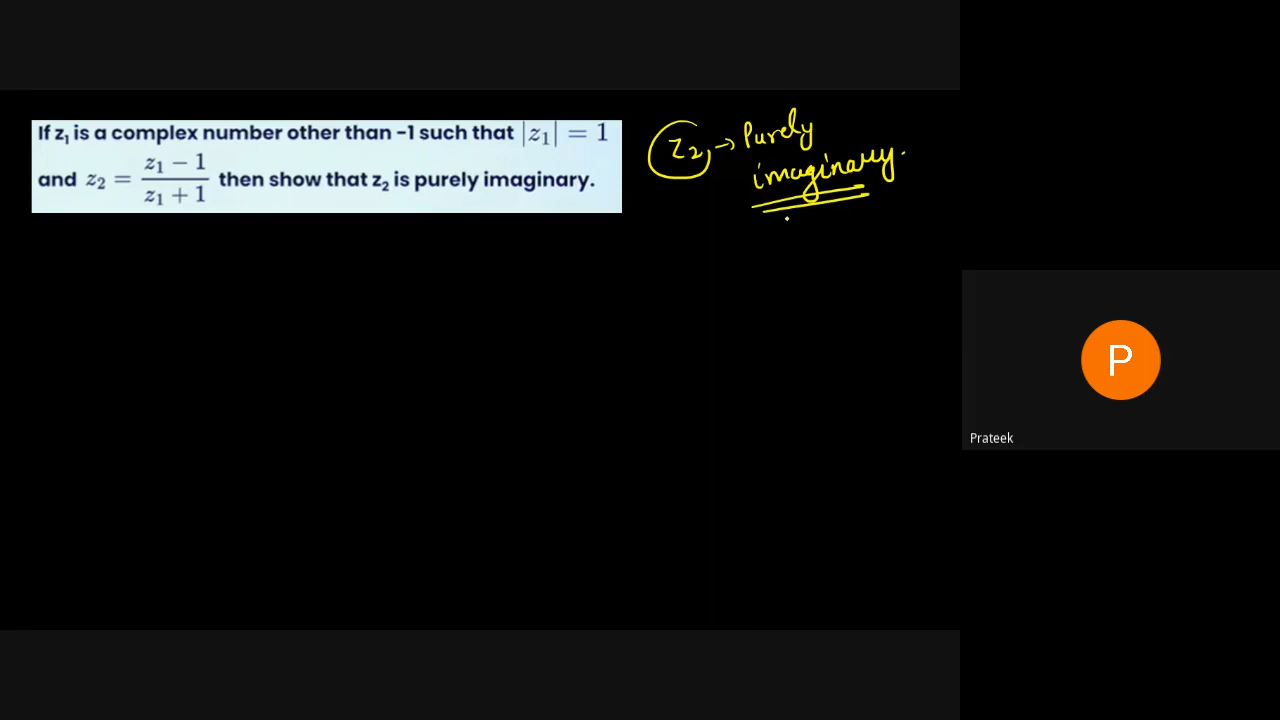 If z₁ is a complex number other than -1 such that |z₁| = 1
and z₂ = (z₁ − 1)/(z₁ + 1) then show that z₂ is purely imaginary.
z₂ → Purely
imaginary.
P
Prateek